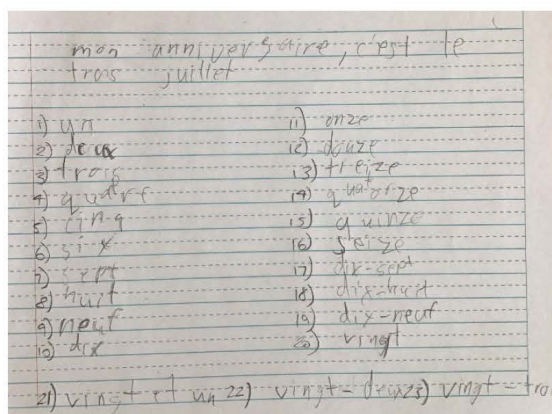 mon anniversaire, c'est le
trois juillet
1) un
2) deux
3) trois
4) quatre
5) cinq
6) six
7) sept
8) huit
9) neuf
10) dix
11) onze
12) douze
13) treize
14) quatorze
15) quinze
16) seize
17) dix-sept
18) dix-huit
19) dix-neuf
20) vingt
21) vingt et un 22) vingt-deux 23) vingt-troi